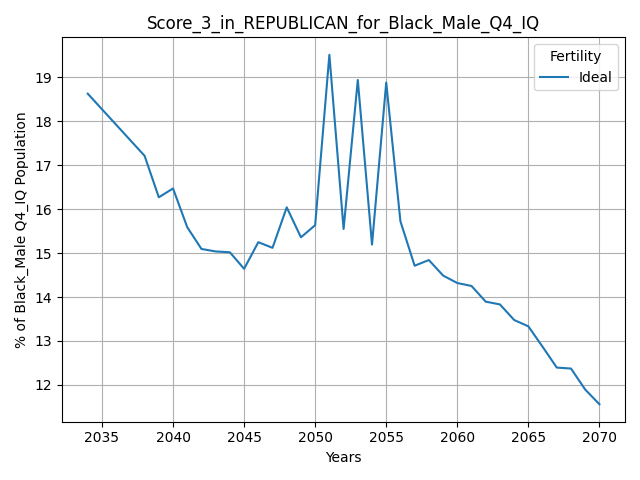 Score_3_in_REPUBLICAN_for_Black_Male_Q4_IQ
Fertility
Ideal
% of Black_Male Q4_IQ Population
19
18
17
16
15
14
13
12
2035 2040 2045 2050 2055 2060 2065 2070
Years